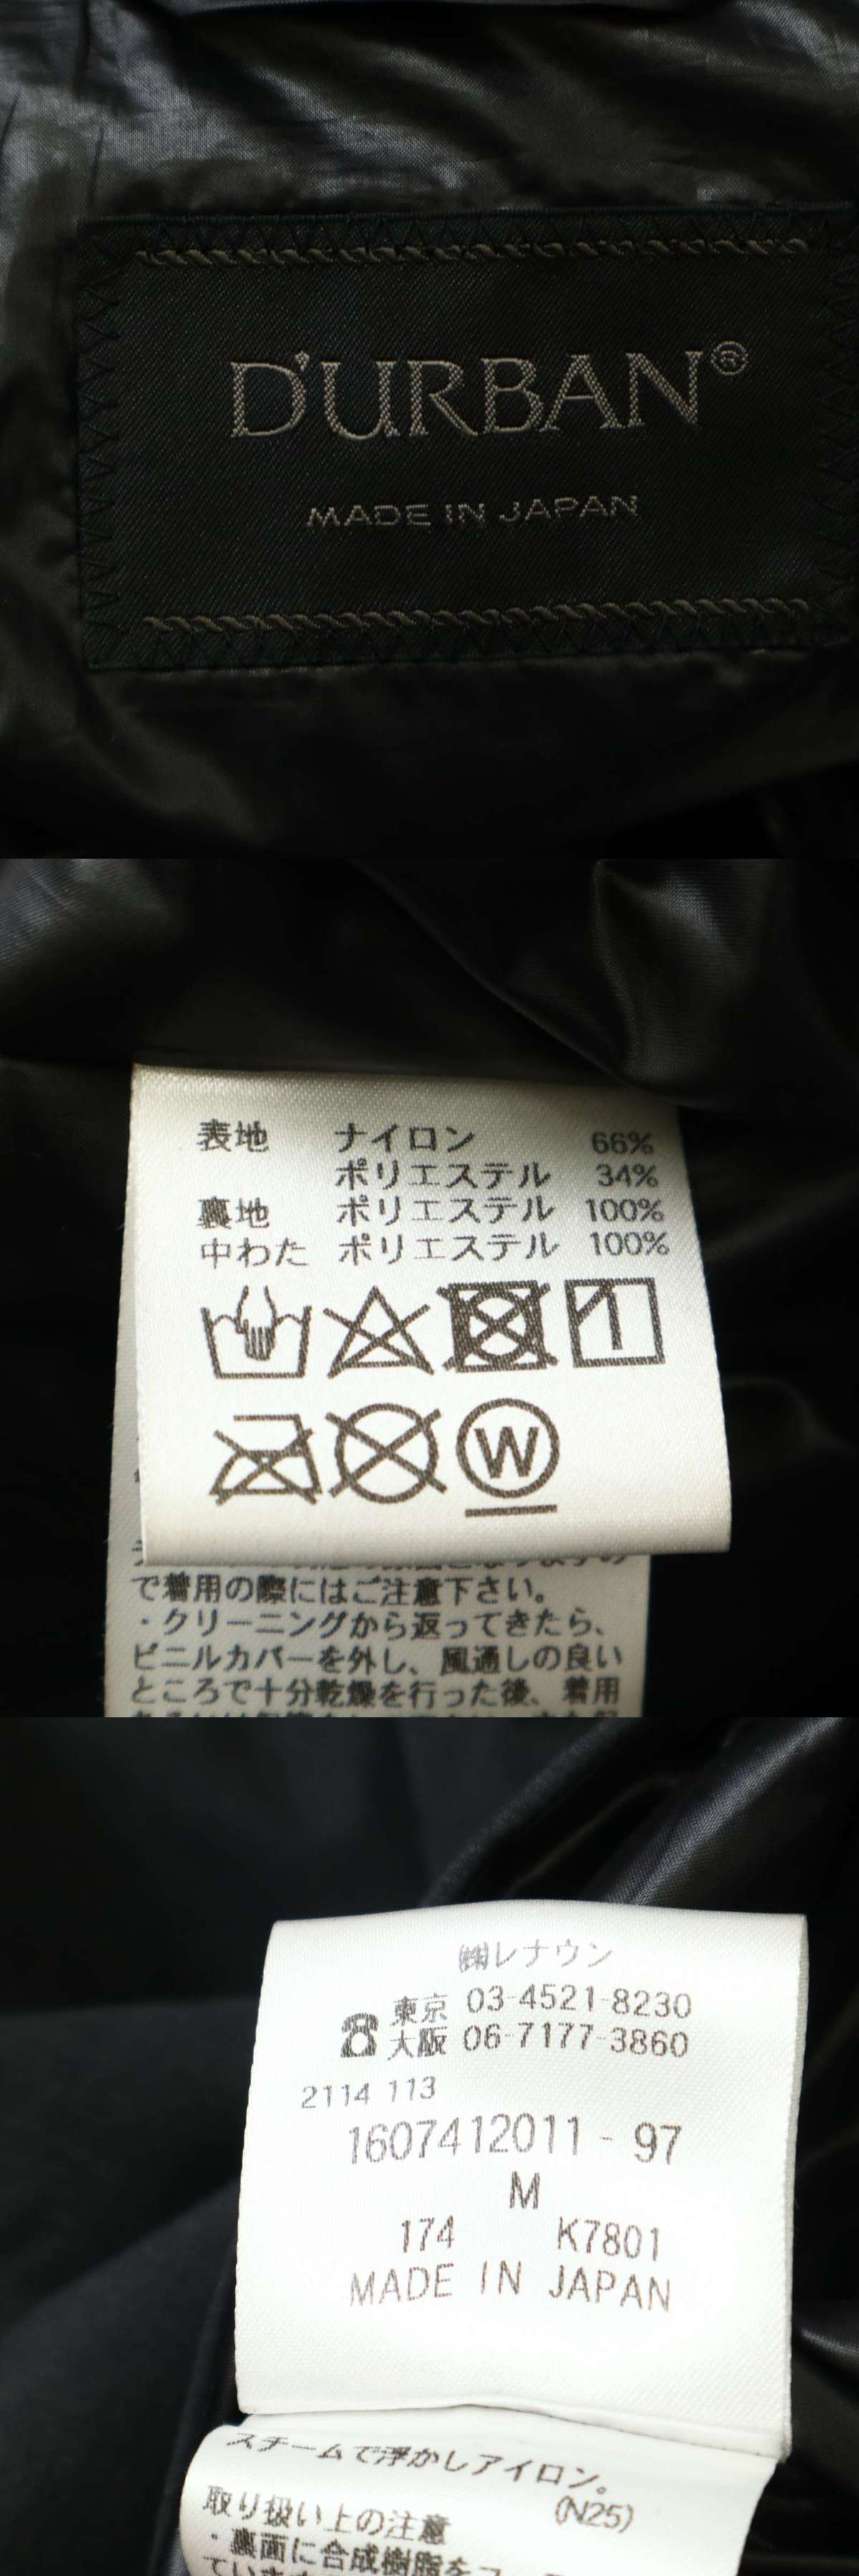 D'URBAN®
MADE IN JAPAN
表地 ナイロン 66%
ポリエステル 34%
裏地 ポリエステル 100%
中わた ポリエステル 100%
W
で着用の際にはご注意下さい。
・クリーニングから返ってきたら、
ビニルカバーを外し、風通しの良い
ところで十分乾燥を行った後、着用
㈱レナウン
東京 03-4521-8230
大阪 06-7177-3860
2114 113
1607412011 - 97
M
174 K7801
MADE IN JAPAN
スチームで浮かしアイロン。
(N25)
取り扱い上の注意
・裏面に合成樹脂をコー
ていま